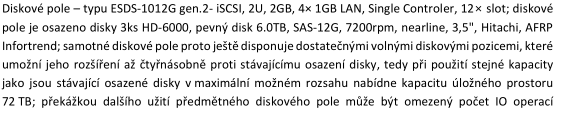 Diskové pole – typu ESDS-1012G gen.2- iSCSI, 2U, 2GB, 4× 1GB LAN, Single Controler, 12× slot; diskové
pole je osazeno disky 3ks HD-6000, pevný disk 6.0TB, SAS-12G, 7200rpm, nearline, 3,5", Hitachi, AFRP
Infortrend; samotné diskové pole proto ještě disponuje dostatečnými volnými diskovými pozicemi, které
umožní jeho rozšíření až čtyřnásobně proti stávajícímu osazení disky, tedy při použití stejné kapacity
jako jsou stávající osazené disky v maximální možném rozsahu nabídne kapacitu úložného prostoru
72 TB; překážkou dalšího užití předmětného diskového pole může být omezený počet IO operací